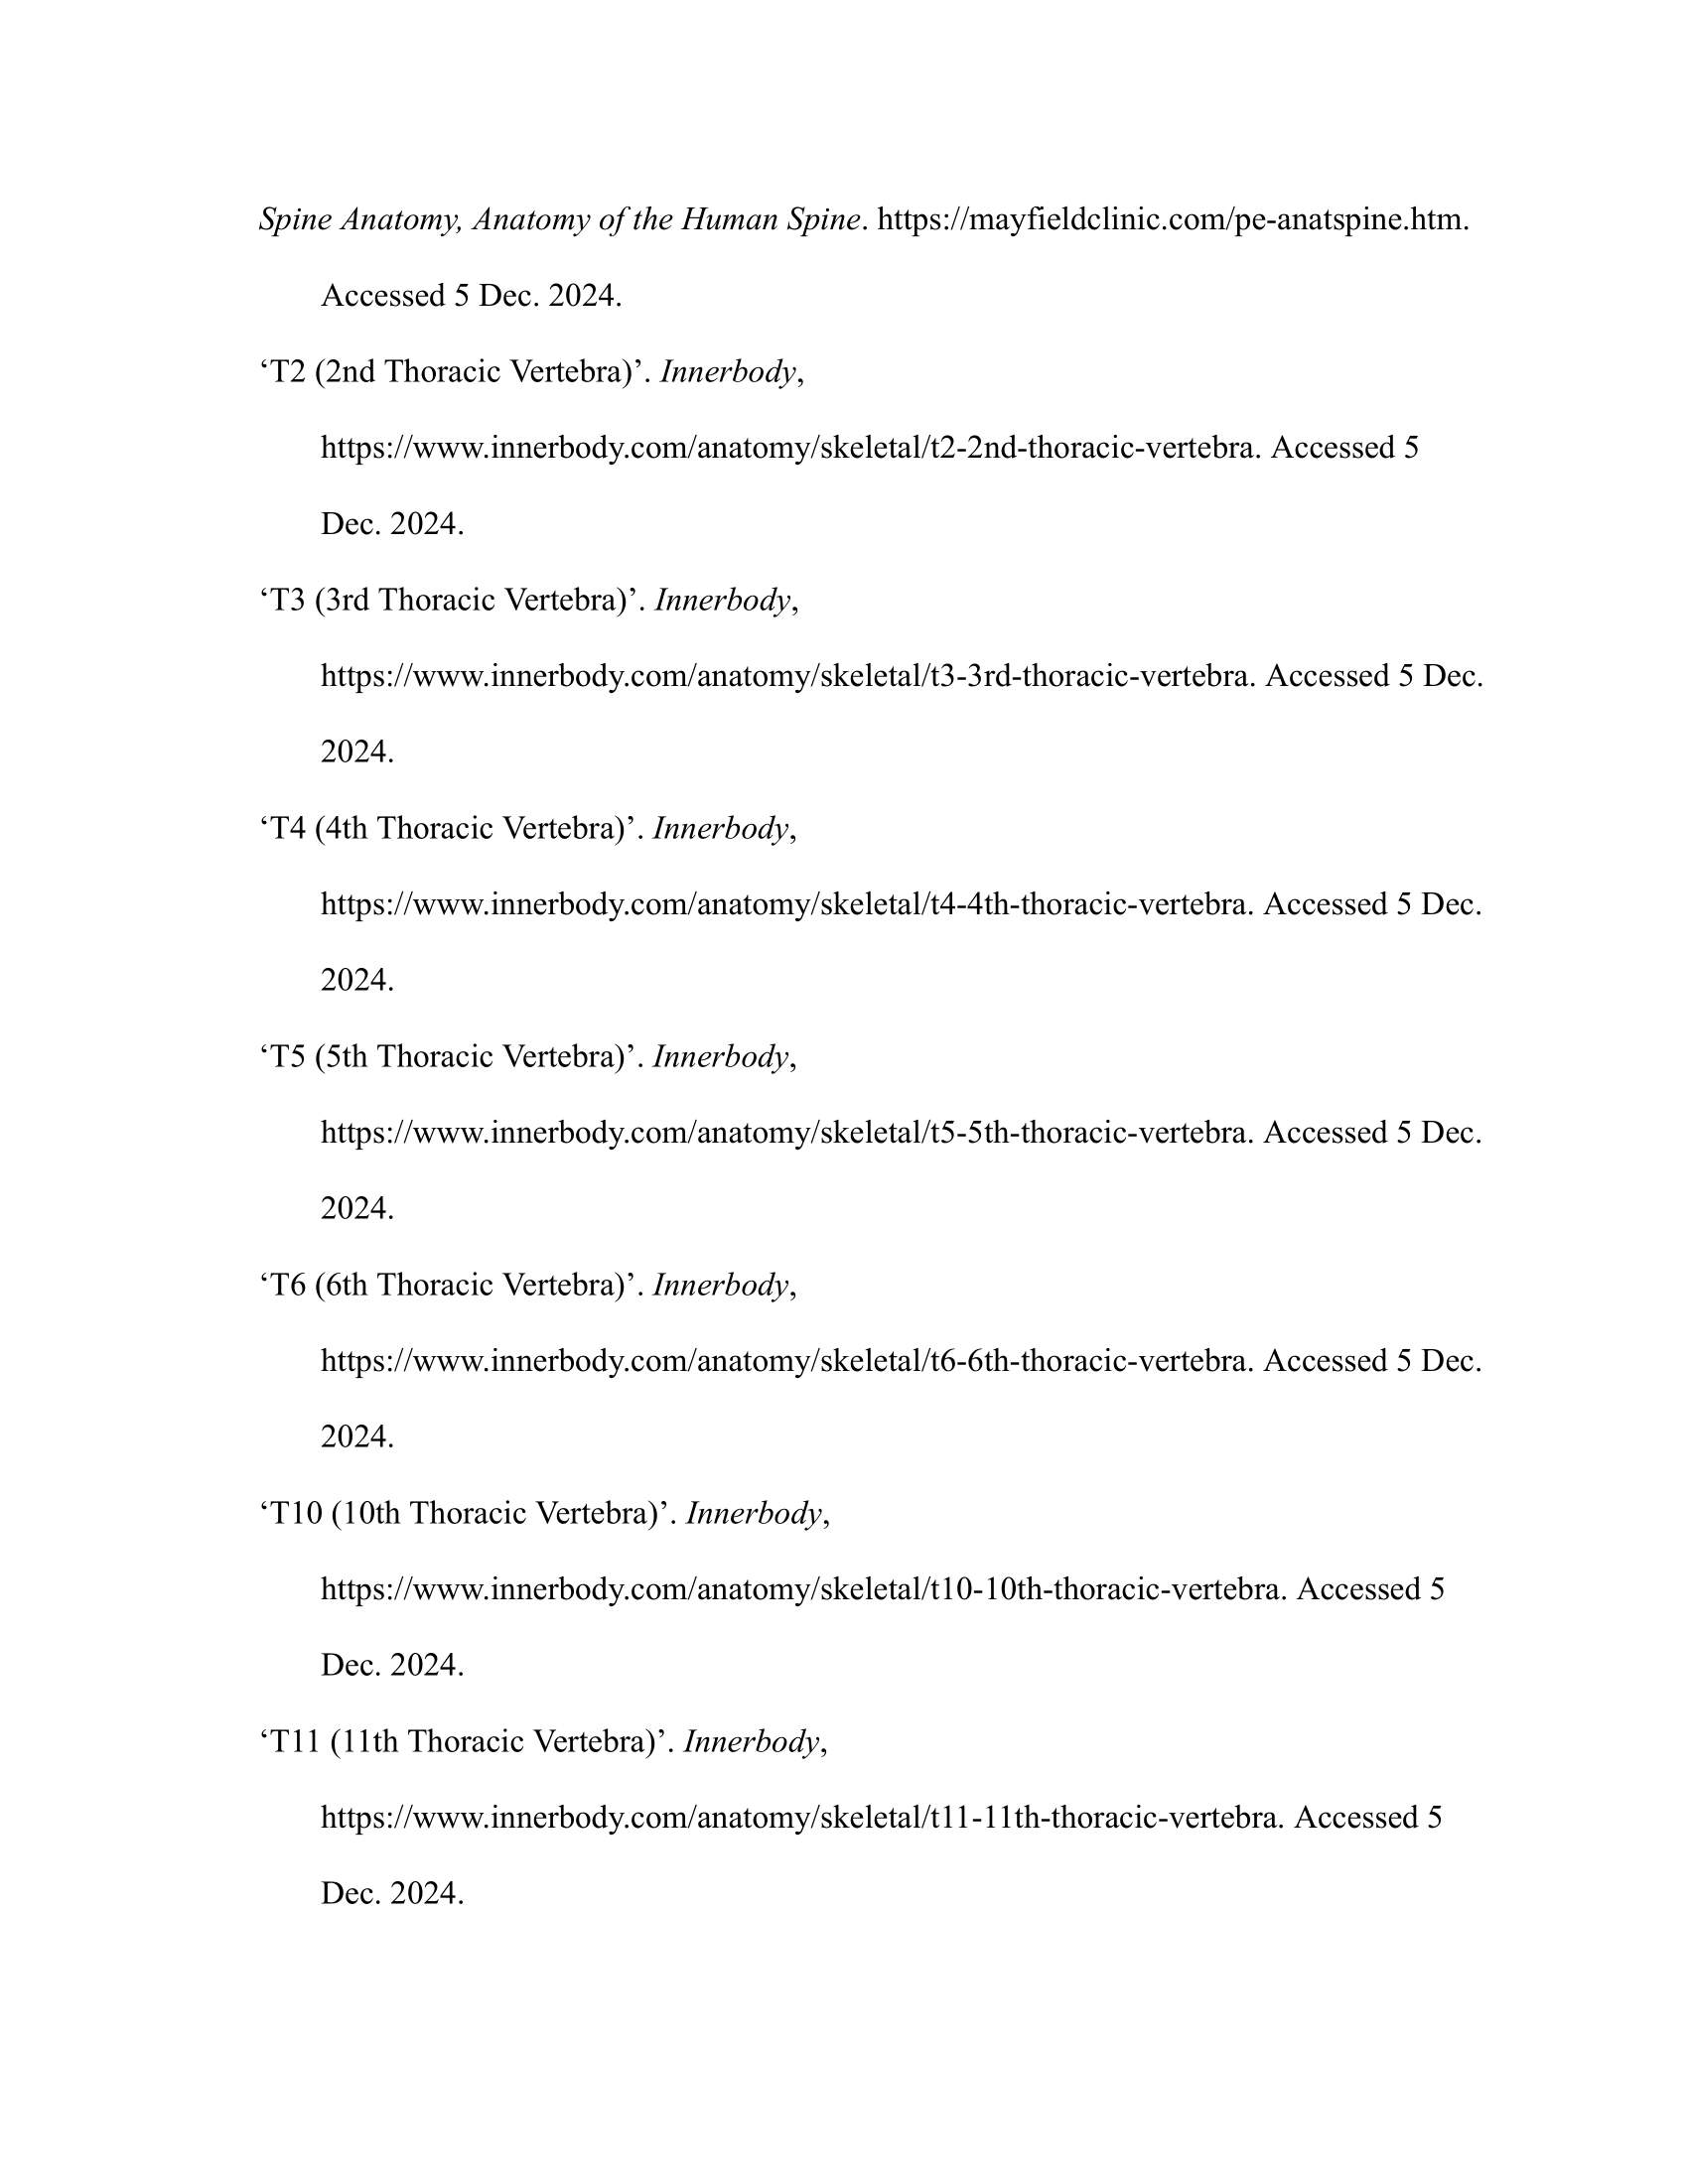 Spine Anatomy, Anatomy of the Human Spine. https://mayfieldclinic.com/pe-anatspine.htm.
Accessed 5 Dec. 2024.
‘T2 (2nd Thoracic Vertebra)’. Innerbody,
https://www.innerbody.com/anatomy/skeletal/t2-2nd-thoracic-vertebra. Accessed 5
Dec. 2024.
‘T3 (3rd Thoracic Vertebra)’. Innerbody,
https://www.innerbody.com/anatomy/skeletal/t3-3rd-thoracic-vertebra. Accessed 5 Dec.
2024.
‘T4 (4th Thoracic Vertebra)’. Innerbody,
https://www.innerbody.com/anatomy/skeletal/t4-4th-thoracic-vertebra. Accessed 5 Dec.
2024.
‘T5 (5th Thoracic Vertebra)’. Innerbody,
https://www.innerbody.com/anatomy/skeletal/t5-5th-thoracic-vertebra. Accessed 5 Dec.
2024.
‘T6 (6th Thoracic Vertebra)’. Innerbody,
https://www.innerbody.com/anatomy/skeletal/t6-6th-thoracic-vertebra. Accessed 5 Dec.
2024.
‘T10 (10th Thoracic Vertebra)’. Innerbody,
https://www.innerbody.com/anatomy/skeletal/t10-10th-thoracic-vertebra. Accessed 5
Dec. 2024.
‘T11 (11th Thoracic Vertebra)’. Innerbody,
https://www.innerbody.com/anatomy/skeletal/t11-11th-thoracic-vertebra. Accessed 5
Dec. 2024.